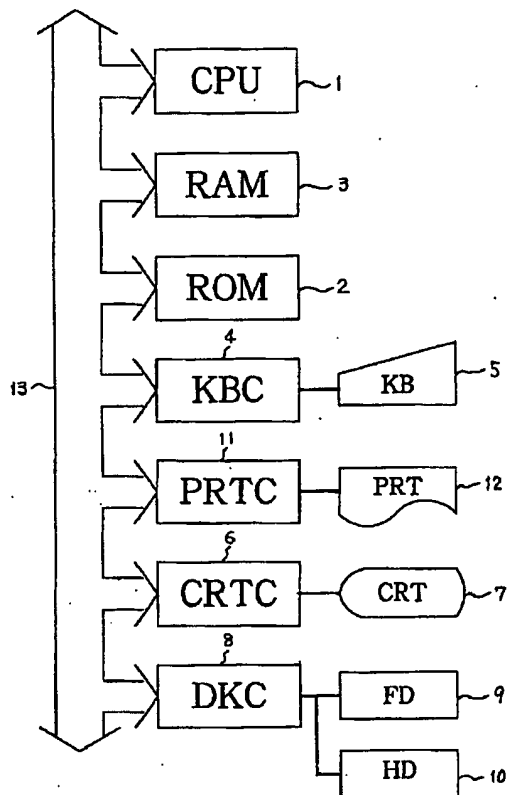 CPU 1
RAM 3
ROM 2
4
13 KBC KB 5
11
PRTC PRT 12
6
CRTC CRT 7
8
DKC FD 9
HD 10